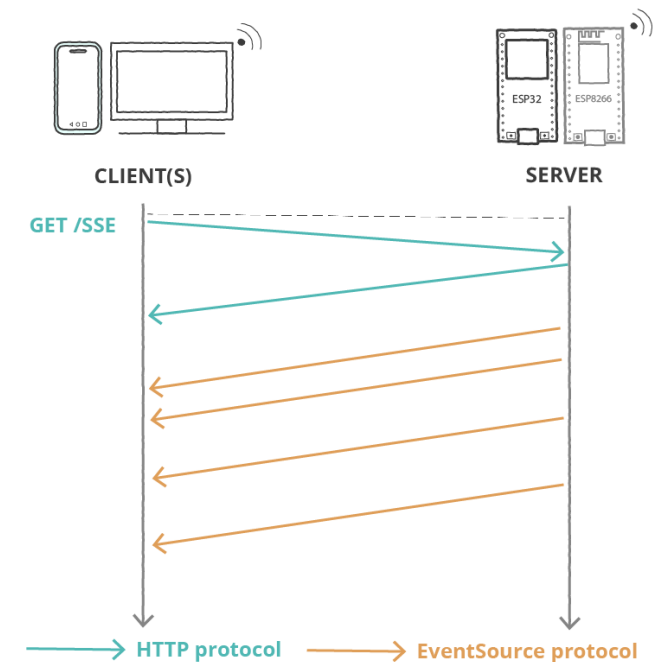 ESP32
ESP8266
CLIENT(S)
SERVER
GET /SSE
HTTP protocol
EventSource protocol